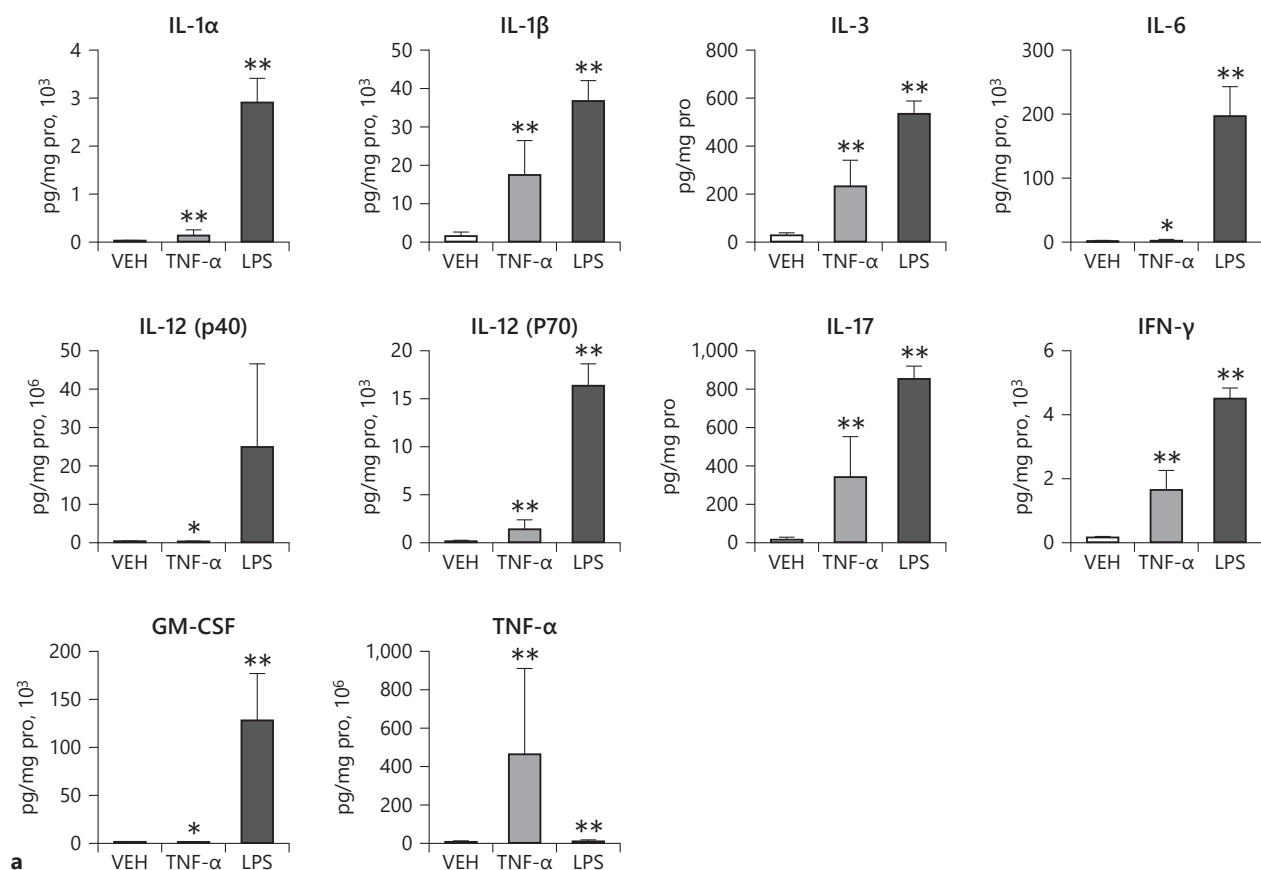 IL-1α
pg/mg pro, 10³
4
3
2
1
0
**
**
VEH TNF-α LPS
IL-1β
pg/mg pro, 10³
50
40
30
20
10
0
**
**
VEH TNF-α LPS
IL-3
pg/mg pro
800
600
400
200
0
**
**
VEH TNF-α LPS
IL-6
pg/mg pro, 10³
300
200
100
0
*
**
VEH TNF-α LPS
IL-12 (p40)
pg/mg pro, 10⁶
50
40
30
20
10
0
*
VEH TNF-α LPS
IL-12 (P70)
pg/mg pro, 10³
20
15
10
5
0
**
**
VEH TNF-α LPS
IL-17
pg/mg pro
1,000
800
600
400
200
0
**
**
VEH TNF-α LPS
IFN-γ
pg/mg pro, 10³
6
4
2
0
**
**
VEH TNF-α LPS
GM-CSF
pg/mg pro, 10³
200
150
100
50
0
*
**
VEH TNF-α LPS
TNF-α
pg/mg pro, 10⁶
1,000
800
600
400
200
0
**
**
VEH TNF-α LPS
a